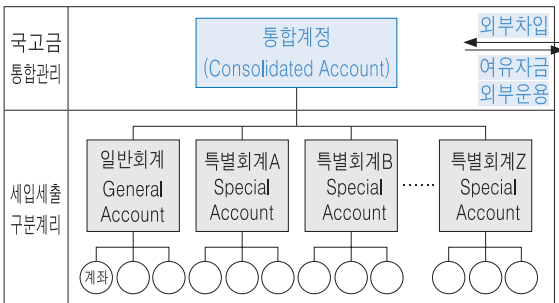 국고금
통합관리
통합계정
(Consolidated Account)
외부차입
여유자금
외부운용
세입세출
구분계리
일반회계
General
Account
특별회계A
Special
Account
특별회계B
Special
Account
특별회계Z
Special
Account
계좌